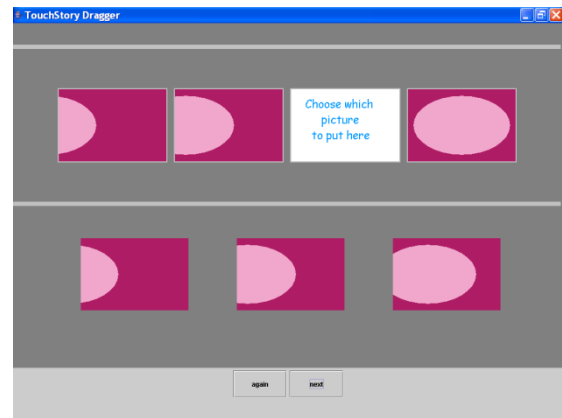 TouchStory Dragger
Choose which
picture
to put here
again
next